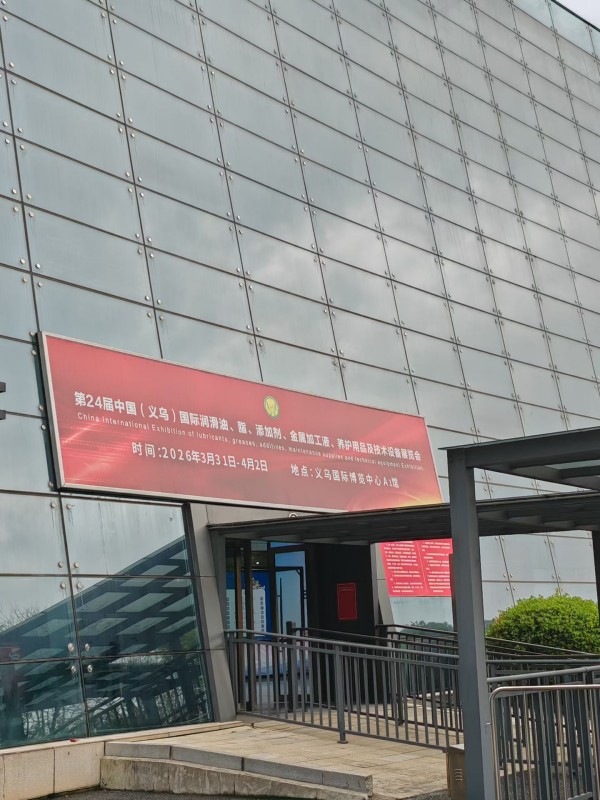 第24届中国（义乌）国际润滑油、脂、添加剂、金属加工液、养护用品及技术设备展览会
China International Exhibition of lubricants, greases, additives, maintenance supplies and technical equipment Exhibition.
时间:2026年3月31日-4月2日 地点:义乌国际博览中心A1馆